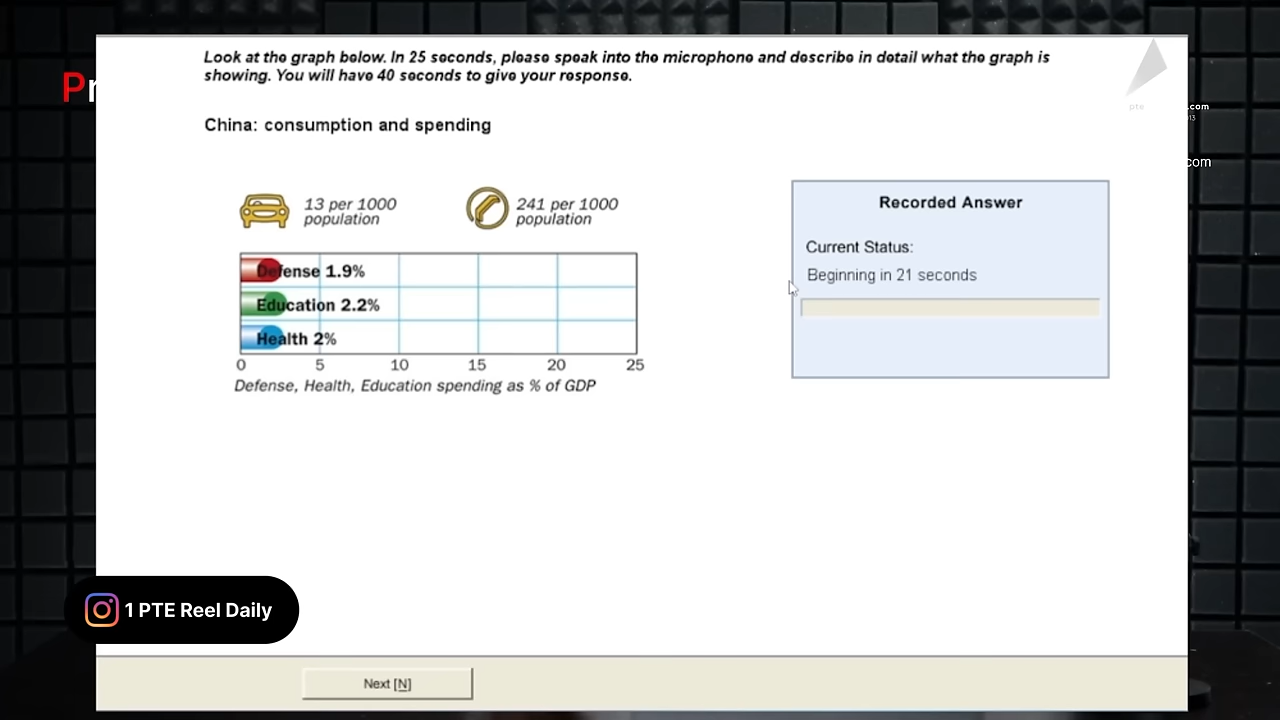 Look at the graph below. In 25 seconds, please speak into the microphone and describe in detail what the graph is
showing. You will have 40 seconds to give your response.
Pr
pte
.com
013
.com
China: consumption and spending
13 per 1000
population
241 per 1000
population
Defense 1.9%
Education 2.2%
Health 2%
0 5 10 15 20 25
Defense, Health, Education spending as % of GDP
Recorded Answer
Current Status:
Beginning in 21 seconds
1 PTE Reel Daily
Next [N]